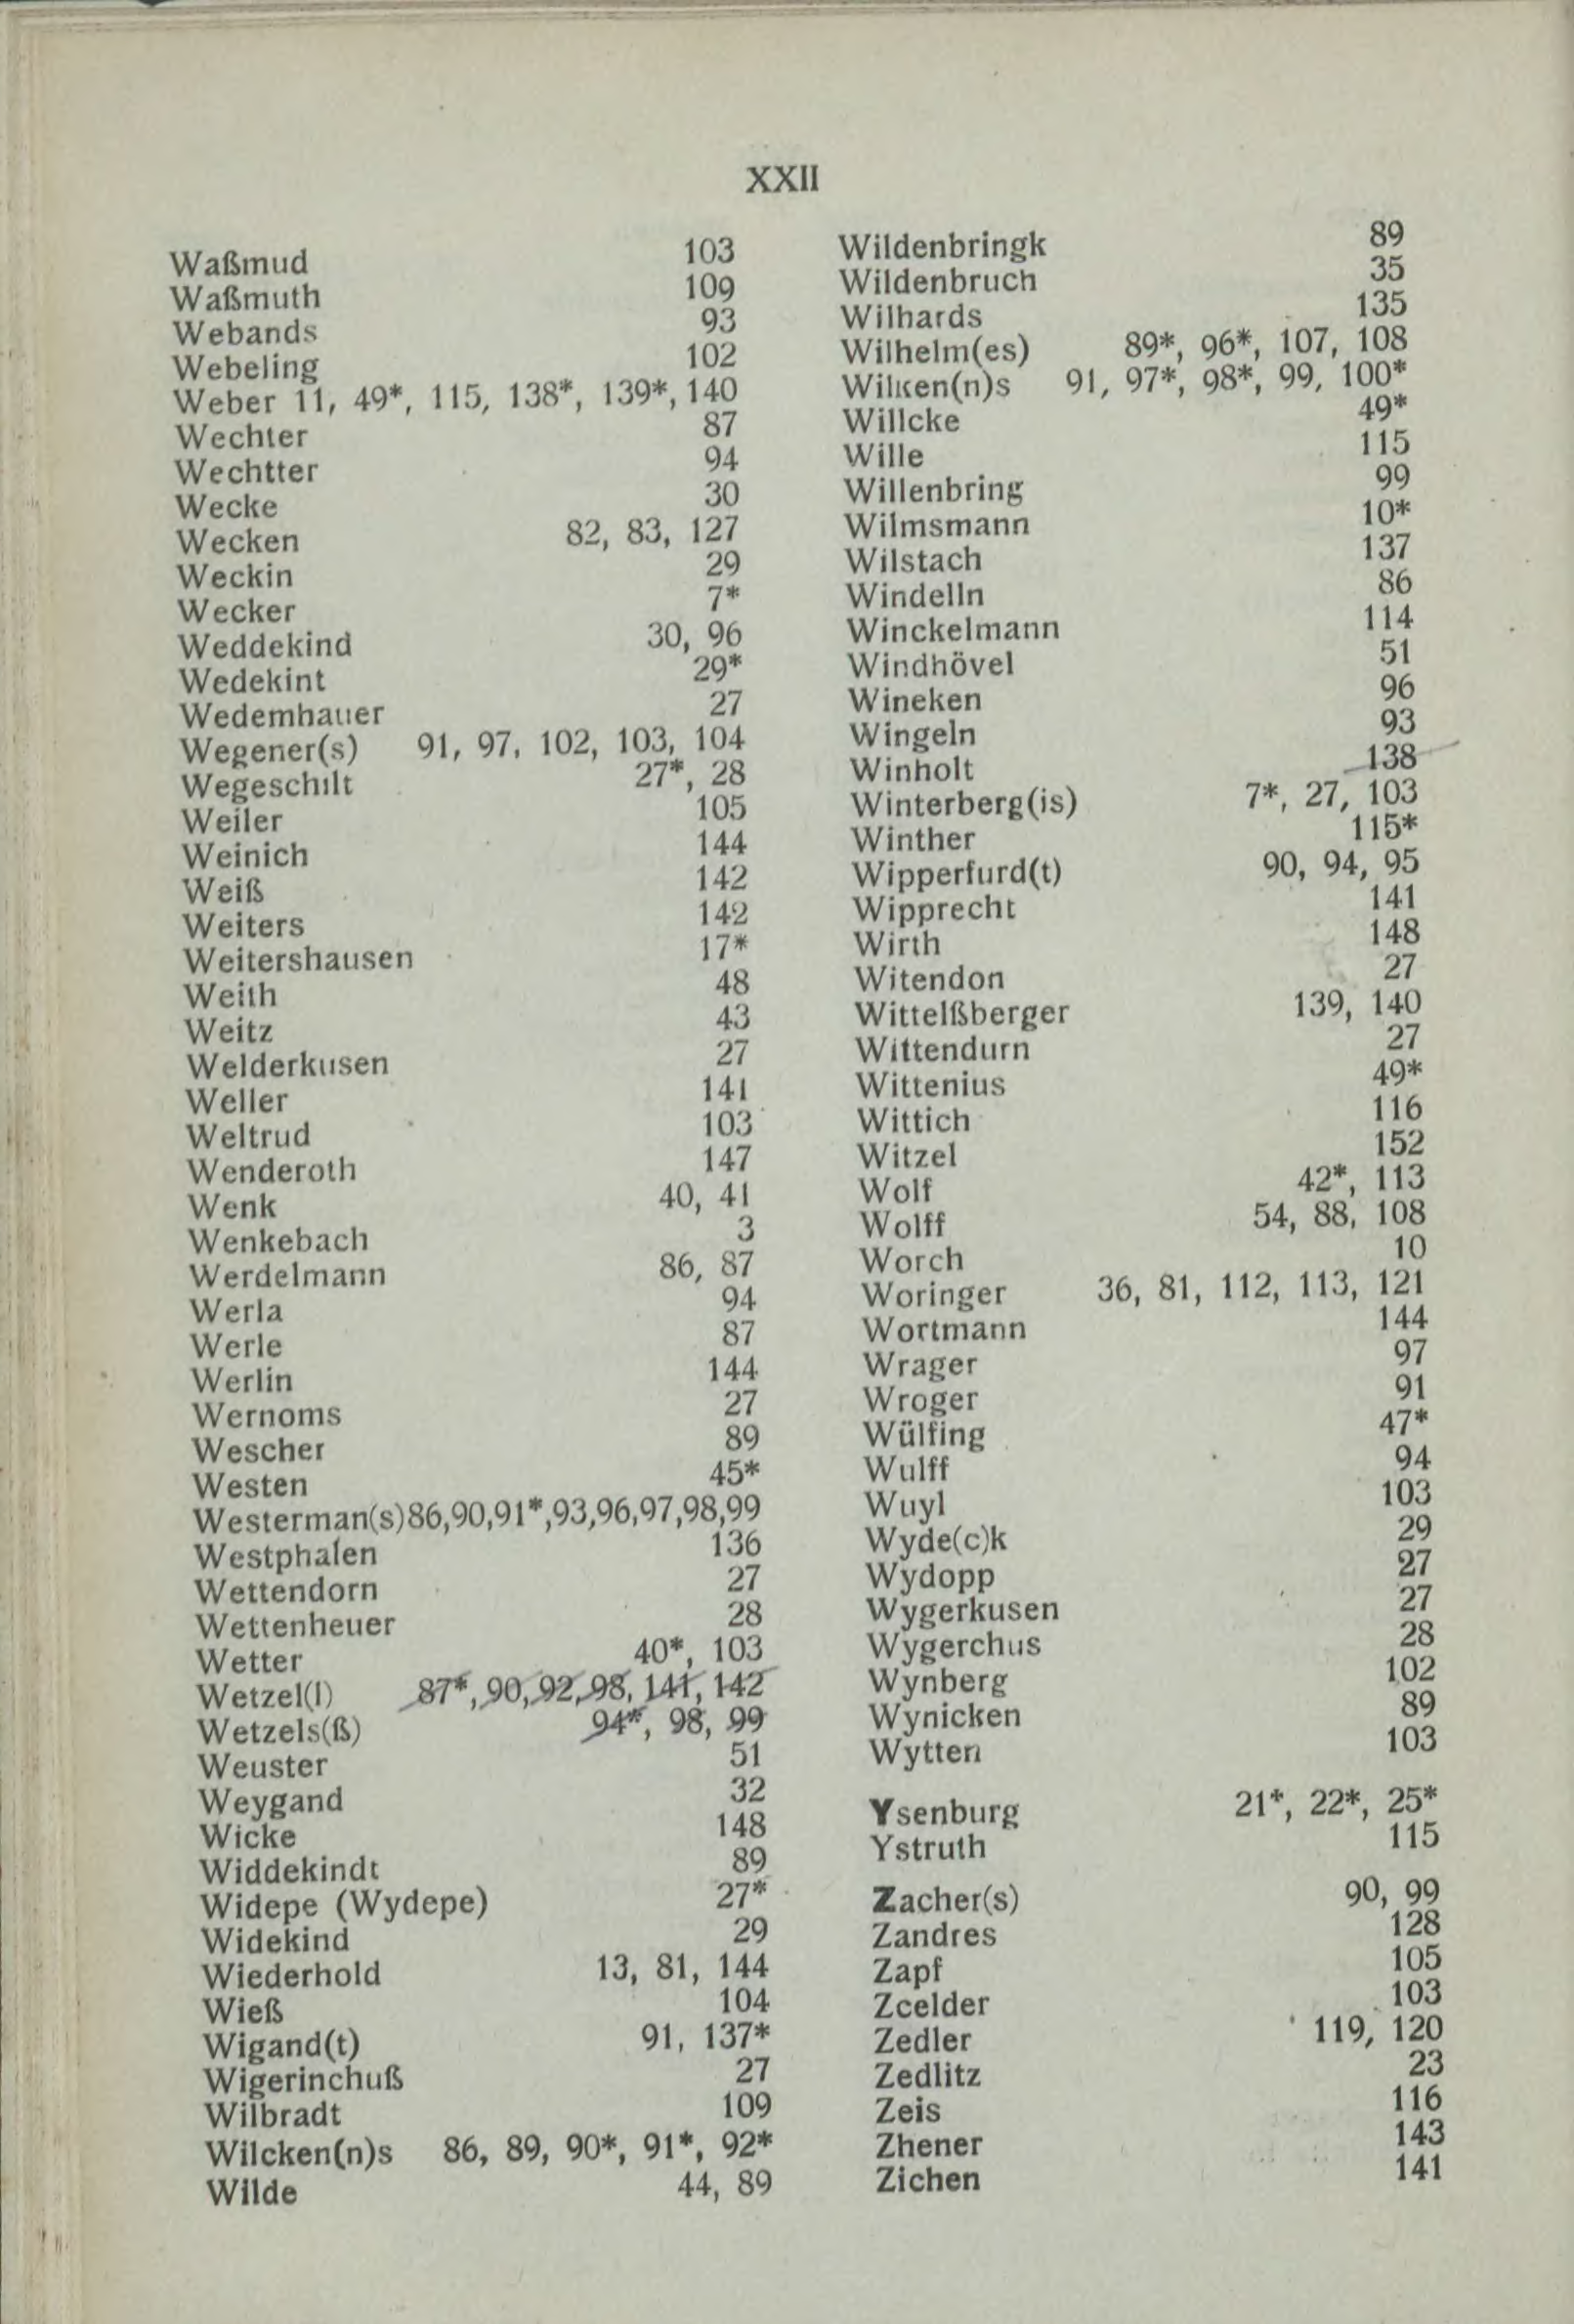 XXII
Waßmud 103
Waßmuth 109
Webands 93
Webeling 102
Weber 11, 49*, 115, 138*, 139*, 140
Wechter 87
Wechtter 94
Wecke 30
Wecken 82, 83, 127
Weckin 29
Wecker 7*
Weddekind 30, 96
Wedekint 29*
Wedemhauer 27
Wegener(s) 91, 97, 102, 103, 104
Wegeschilt 27*, 28
Weiler 105
Weinich 144
Weiß 142
Weiters 142
Weitershausen 17*
Weith 48
Weitz 43
Welderkusen 27
Weller 141
Weltrud 103
Wenderoth 147
Wenk 40, 41
Wenkebach 3
Werdelmann 86, 87
Werla 94
Werle 87
Werlin 144
Wernoms 27
Wescher 89
Westen 45*
Westerman(s) 86,90,91*,93,96,97,98,99
Westphalen 136
Wettendorn 27
Wettenheuer 28
Wetter 40*, 103
Wetzel(l) 87*, 90, 92, 98, 141, 142
Wetzels(ß) 94*, 98, 99
Weuster 51
Weygand 32
Wicke 148
Widdekindt 89
Widepe (Wydepe) 27*
Widekind 29
Wiederhold 13, 81, 144
Wieß 104
Wigand(t) 91, 137*
Wigerinchuß 27
Wilbradt 109
Wilcken(n)s 86, 89, 90*, 91*, 92*
Wilde 44, 89
Wildenbringk 89
Wildenbruch 35
Wilhards 135
Wilhelm(es) 89*, 96*, 107, 108
Wilken(n)s 91, 97*, 98*, 99, 100*
Willcke 49*
Wille 115
Willenbring 99
Wilmsmann 10*
Wilstach 137
Windelln 86
Winckelmann 114
Windhövel 51
Wineken 96
Wingeln 93
Winholt 138
Winterberg(is) 7*, 27, 103
Winther 115*
Wipperfurd(t) 90, 94, 95
Wipprecht 141
Wirth 148
Witendon 27
Wittelßberger 139, 140
Wittendurn 27
Wittenius 49*
Wittich 116
Witzel 152
Wolf 42*, 113
Wolff 54, 88, 108
Worch 10
Woringer 36, 81, 112, 113, 121
Wortmann 144
Wrager 97
Wroger 91
Wülfing 47*
Wulff 94
Wuyl 103
Wyde(c)k 29
Wydopp 27
Wygerkusen 27
Wygerchus 28
Wynberg 102
Wynicken 89
Wytten 103
Ysenburg 21*, 22*, 25*
Ystruth 115
Zacher(s) 90, 99
Zandres 128
Zapf 105
Zcelder 103
Zedler 119, 120
Zedlitz 23
Zeis 116
Zhener 143
Zichen 141